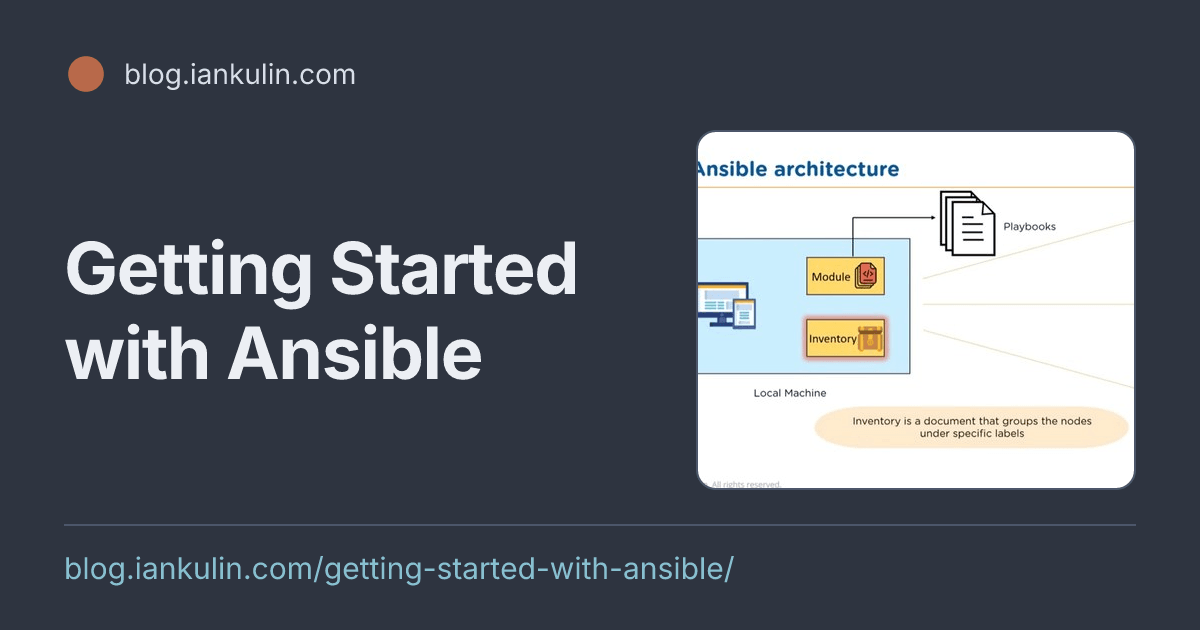 blog.iankulin.com
Getting Started
with Ansible
Ansible architecture
Playbooks
Module
Inventory
Local Machine
Inventory is a document that groups the nodes
under specific labels
All rights reserved.
blog.iankulin.com/getting-started-with-ansible/